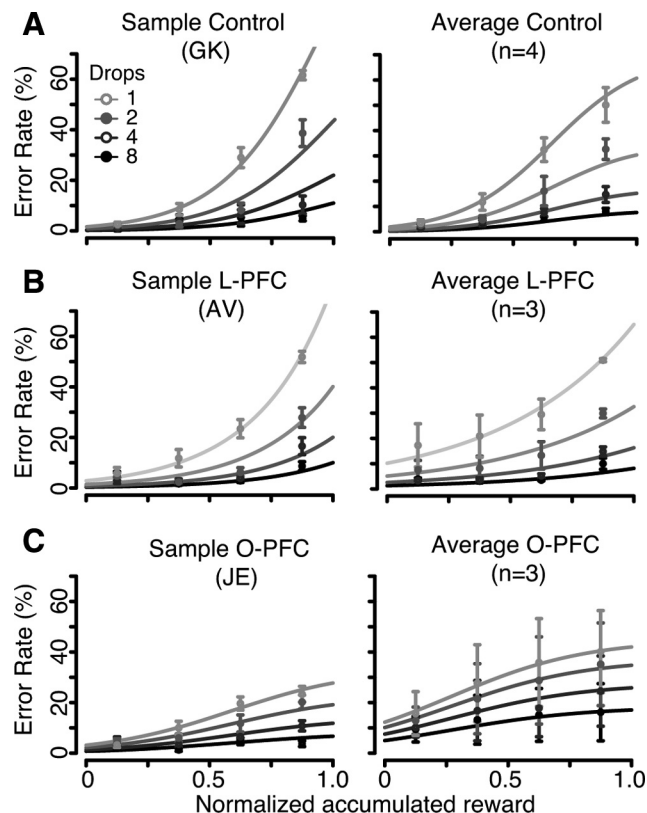 A
Sample Control
(GK)
Average Control
(n=4)
Drops
1
2
4
8
Error Rate (%)
60
40
20
0
B
Sample L-PFC
(AV)
Average L-PFC
(n=3)
Error Rate (%)
60
40
20
0
C
Sample O-PFC
(JE)
Average O-PFC
(n=3)
Error Rate (%)
60
40
20
0
0 0.5 1.0 0 0.5 1.0
Normalized accumulated reward